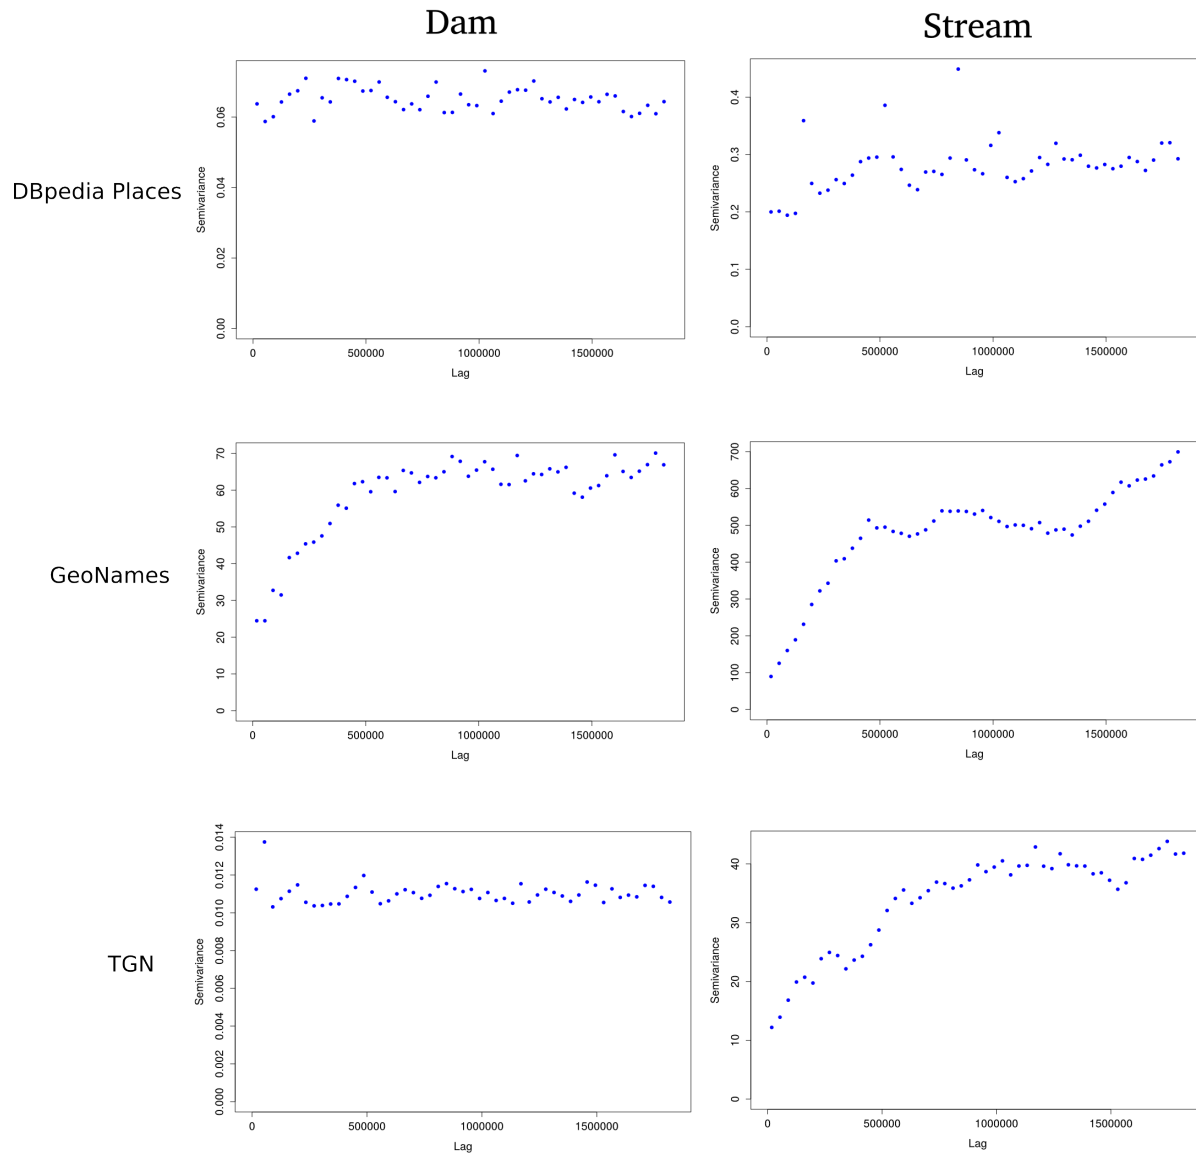 Dam
Stream
DBpedia Places
Semivariance
0.00 0.02 0.04 0.06
0 500000 1000000 1500000
Lag
Semivariance
0.0 0.1 0.2 0.3 0.4
0 500000 1000000 1500000
Lag
GeoNames
Semivariance
0 10 20 30 40 50 60 70
0 500000 1000000 1500000
Lag
Semivariance
0 100 200 300 400 500 600 700
0 500000 1000000 1500000
Lag
TGN
Semivariance
0.000 0.002 0.004 0.006 0.008 0.010 0.012 0.014
0 500000 1000000 1500000
Lag
Semivariance
0 10 20 30 40
0 500000 1000000 1500000
Lag